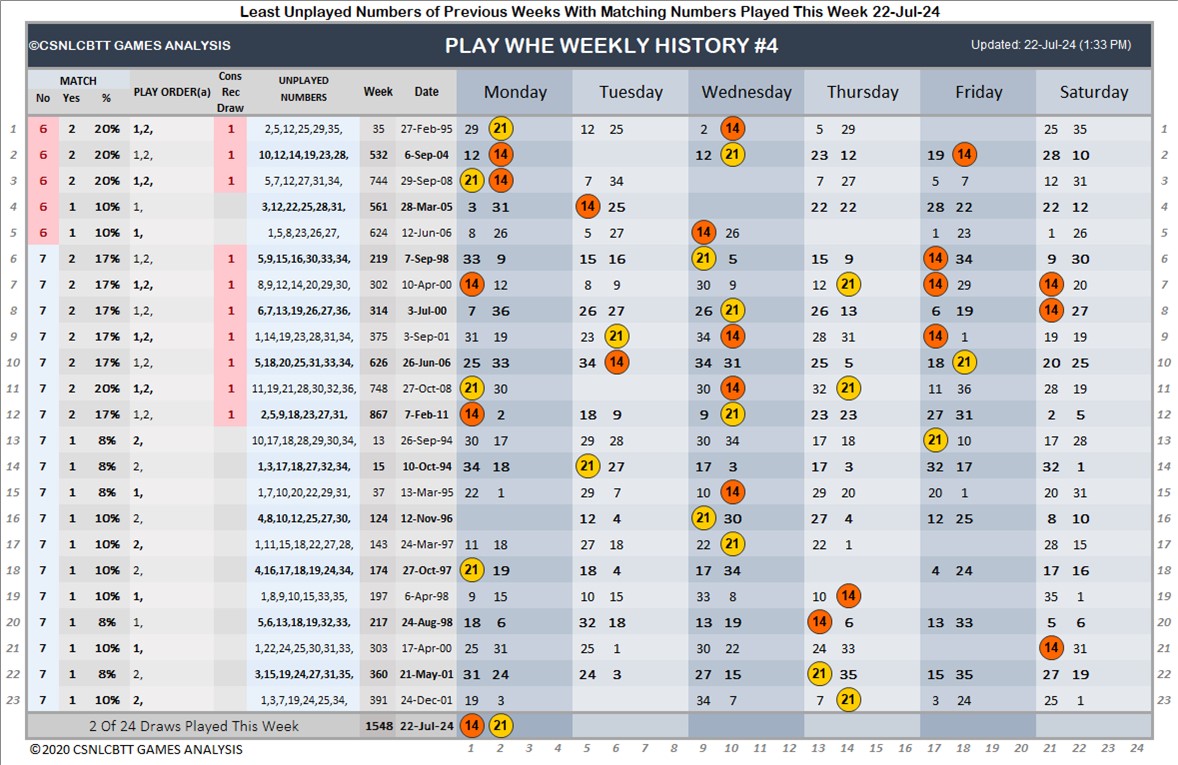 Least Unplayed Numbers of Previous Weeks With Matching Numbers Played This Week 22-Jul-24
©CSNLCBTT GAMES ANALYSIS PLAY WHE WEEKLY HISTORY #4 Updated: 22-Jul-24 (1:33 PM)
MATCH PLAY ORDER(a) Cons Rec Draw UNPLAYED NUMBERS Week Date Monday Tuesday Wednesday Thursday Friday Saturday
No Yes %
1 6 2 20% 1,2, 1 2,5,12,25,29,35, 35 27-Feb-95 29 21 12 25 2 14 5 29 25 35 1
2 6 2 20% 1,2, 1 10,12,14,19,23,28, 532 6-Sep-04 12 14 12 21 23 12 19 14 28 10 2
3 6 2 20% 1,2, 1 5,7,12,27,31,34, 744 29-Sep-08 21 14 7 34 7 27 5 7 12 31 3
4 6 1 10% 1, 3,12,22,25,28,31, 561 28-Mar-05 3 31 14 25 22 22 28 22 22 12 4
5 6 1 10% 1, 1,5,8,23,26,27, 624 12-Jun-06 8 26 5 27 14 26 1 23 1 26 5
6 7 2 17% 1,2, 1 5,9,15,16,30,33,34, 219 7-Sep-98 33 9 15 16 21 5 15 9 14 34 9 30 6
7 7 2 17% 1,2, 1 8,9,12,14,20,29,30, 302 10-Apr-00 14 12 8 9 30 9 12 21 14 29 14 20 7
8 7 2 17% 1,2, 1 6,7,13,19,26,27,36, 314 3-Jul-00 7 36 26 27 26 21 26 13 6 19 14 27 8
9 7 2 17% 1,2, 1 1,14,19,23,28,31,34, 375 3-Sep-01 31 19 23 21 34 14 28 31 14 1 19 19 9
10 7 2 17% 1,2, 1 5,18,20,25,31,33,34, 626 26-Jun-06 25 33 34 14 34 31 25 5 18 21 20 25 10
11 7 2 20% 1,2, 1 11,19,21,28,30,32,36, 748 27-Oct-08 21 30 30 14 32 21 11 36 28 19 11
12 7 2 17% 1,2, 1 2,5,9,18,23,27,31, 867 7-Feb-11 14 2 18 9 9 21 23 23 27 31 2 5 12
13 7 1 8% 2, 10,17,18,28,29,30,34, 13 26-Sep-94 30 17 29 28 30 34 17 18 21 10 17 28 13
14 7 1 8% 2, 1,3,17,18,27,32,34, 15 10-Oct-94 34 18 21 27 17 3 17 3 32 17 32 1 14
15 7 1 8% 1, 1,7,10,20,22,29,31, 37 13-Mar-95 22 1 29 7 10 14 29 20 20 1 20 31 15
16 7 1 10% 2, 4,8,10,12,25,27,30, 124 12-Nov-96 12 4 21 30 27 4 12 25 8 10 16
17 7 1 10% 2, 1,11,15,18,22,27,28, 143 24-Mar-97 11 18 27 18 22 21 22 1 28 15 17
18 7 1 10% 2, 4,16,17,18,19,24,34, 174 27-Oct-97 21 19 18 4 17 34 4 24 17 16 18
19 7 1 10% 1, 1,8,9,10,15,33,35, 197 6-Apr-98 9 15 10 15 33 8 10 14 35 1 19
20 7 1 8% 1, 5,6,13,18,19,32,33, 217 24-Aug-98 18 6 32 18 13 19 14 6 13 33 5 6 20
21 7 1 10% 1, 1,22,24,25,30,31,33, 303 17-Apr-00 25 31 25 1 30 22 24 33 14 31 21
22 7 1 8% 2, 3,15,19,24,27,31,35, 360 21-May-01 31 24 24 3 27 15 21 35 15 35 27 19 22
23 7 1 10% 2, 1,3,7,19,24,25,34, 391 24-Dec-01 19 3 34 7 7 21 3 24 25 1 23
2 Of 24 Draws Played This Week 1548 22-Jul-24 14 21
©2020 CSNLCBTT GAMES ANALYSIS 1 2 3 4 5 6 7 8 9 10 11 12 13 14 15 16 17 18 19 20 21 22 23 24